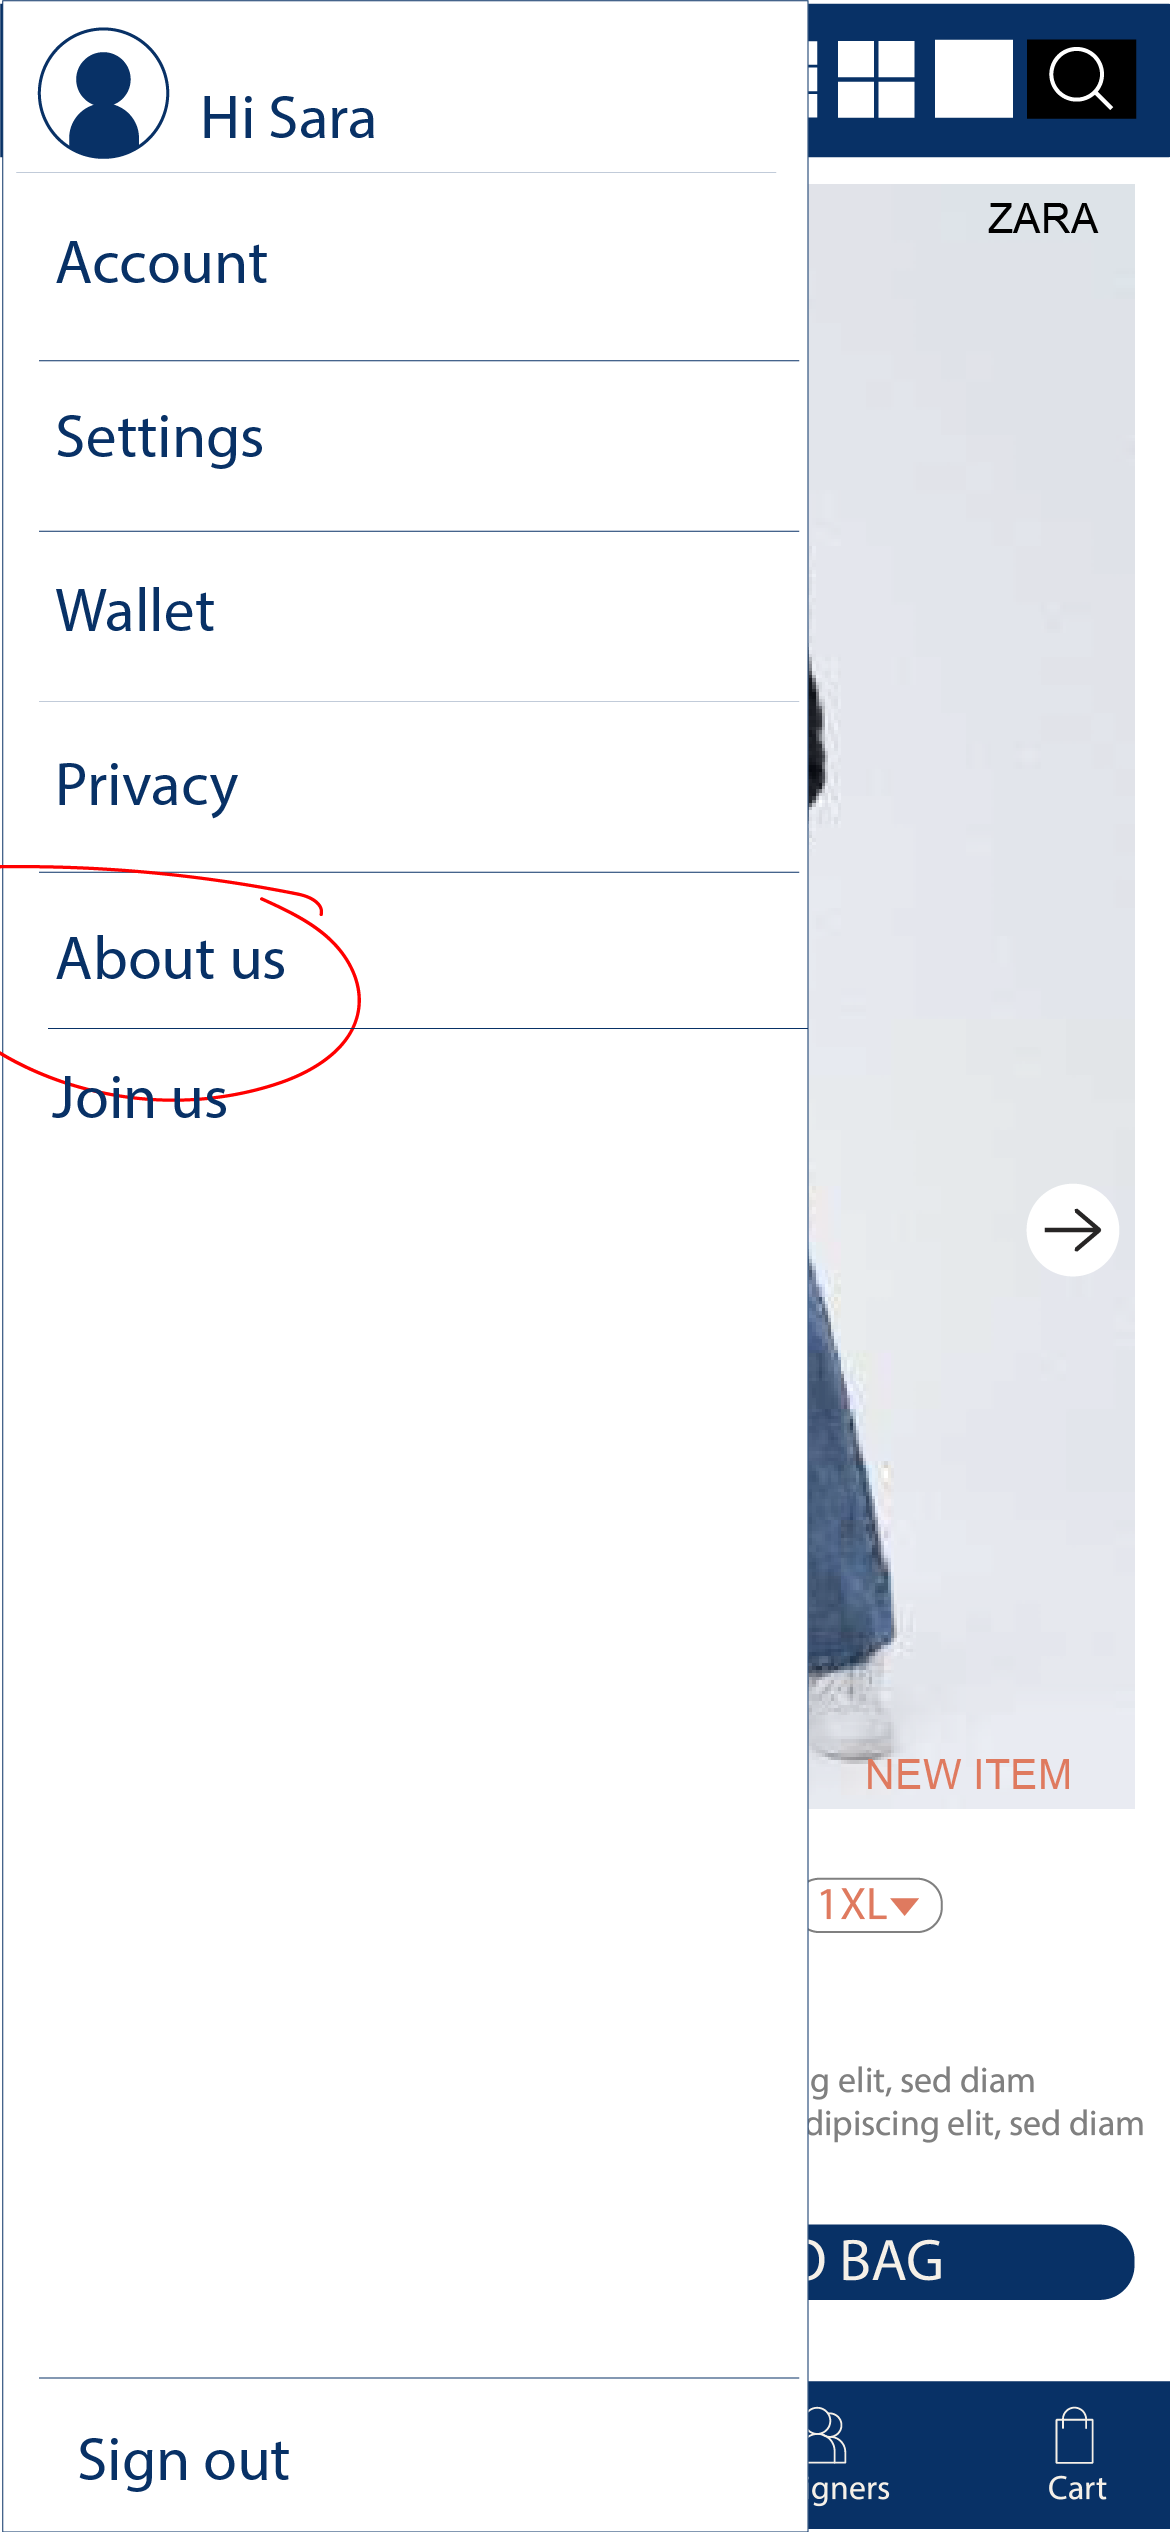 Hi Sara
ZARA
Account
Settings
Wallet
Privacy
About us
Join us
NEW ITEM
1XL
g elit, sed diam
dipiscing elit, sed diam
O BAG
Sign out
igners
Cart